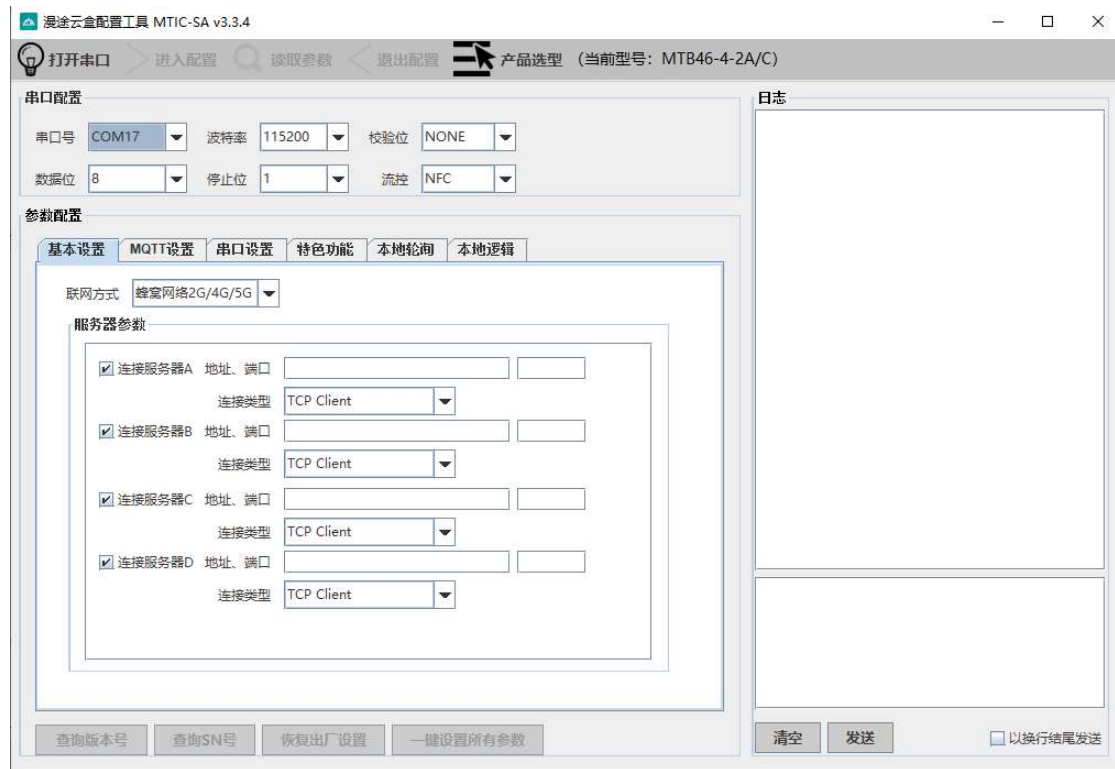 漫途云盒配置工具 MTIC-SA v3.3.4
打开串口 进入配置 读取参数 退出配置 产品选型 (当前型号：MTB46-4-2A/C)
串口配置
串口号 COM17 波特率 115200 校验位 NONE
数据位 8 停止位 1 流控 NFC
参数配置
基本设置 MQTT设置 串口设置 特色功能 本地轮询 本地逻辑
联网方式 蜂窝网络2G/4G/5G
服务器参数
连接服务器A 地址、端口
连接类型 TCP Client
连接服务器B 地址、端口
连接类型 TCP Client
连接服务器C 地址、端口
连接类型 TCP Client
连接服务器D 地址、端口
连接类型 TCP Client
查询版本号 查询SN号 恢复出厂设置 一键设置所有参数
日志
清空 发送 以换行结尾发送